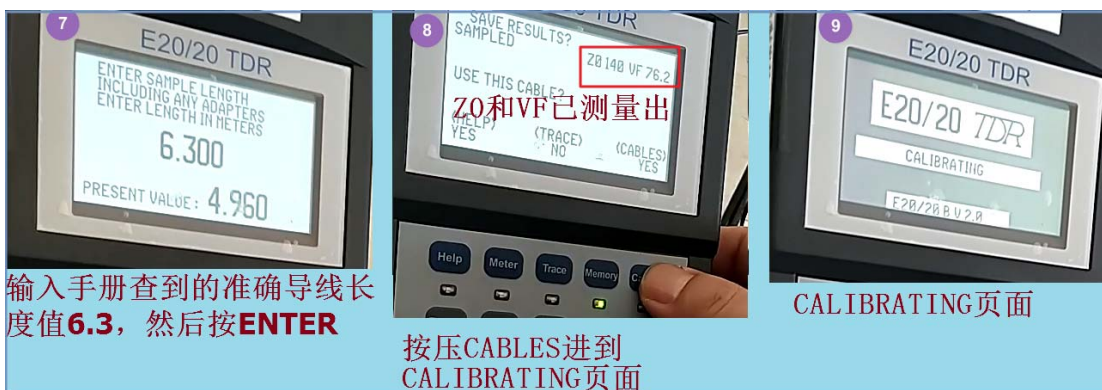 7
E20/20 TDR
ENTER SAMPLE LENGTH
INCLUDING ANY ADAPTERS
ENTER LENGTH IN METERS
6.300
PRESENT VALUE: 4.960
输入手册查到的准确导线长
度值6.3，然后按ENTER
8
TDR
SAVE RESULTS?
SAMPLED
Z0 140 VF 76.2
USE THIS CABLE?
ZO和VF已测量出
(HELP) (TRACE) (CABLES)
YES NO YES
Help Meter Trace Memory
按压CABLES进到
CALIBRATING页面
9
E20/20 TDR
E20/20 TDR
CALIBRATING
E20/20 B V 2.0
CALIBRATING页面